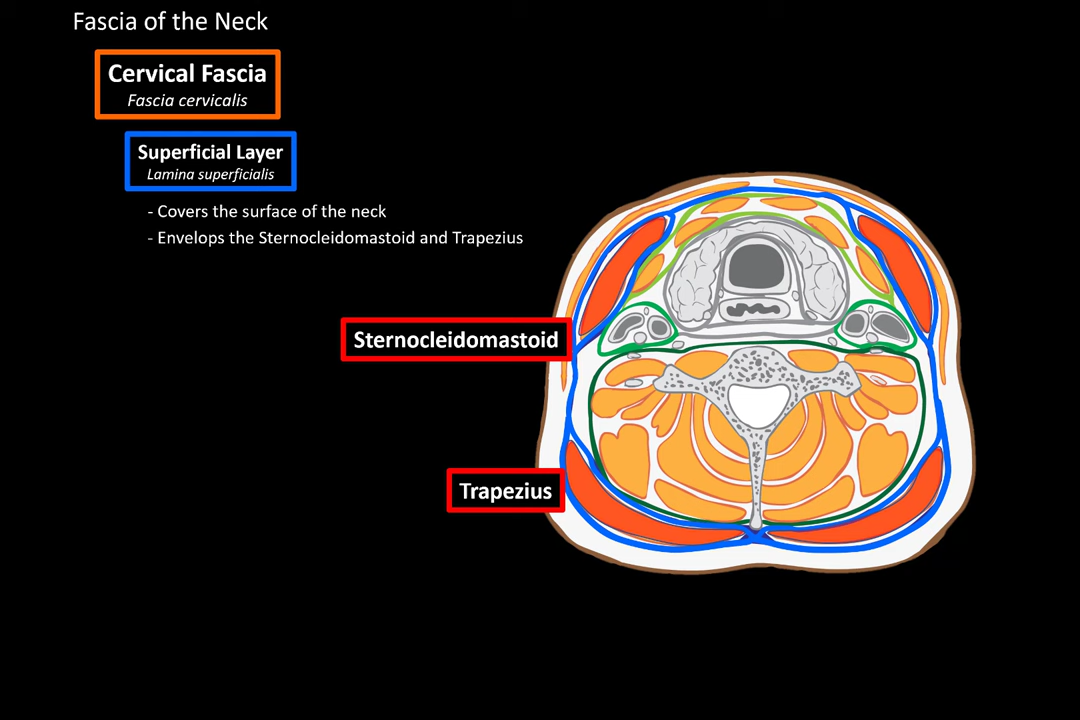 Fascia of the Neck
Cervical Fascia
Fascia cervicalis
Superficial Layer
Lamina superficialis
- Covers the surface of the neck
- Envelops the Sternocleidomastoid and Trapezius
Sternocleidomastoid
Trapezius